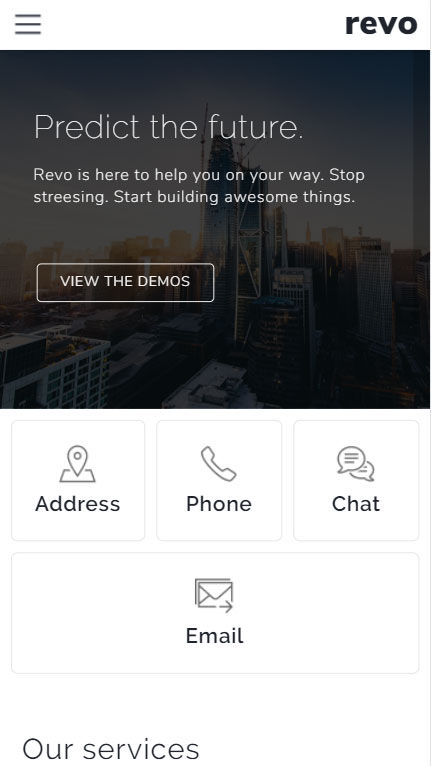 revo
Predict the future.
Revo is here to help you on your way. Stop
streesing. Start building awesome things.
VIEW THE DEMOS
Address
Phone
Chat
Email
Our services